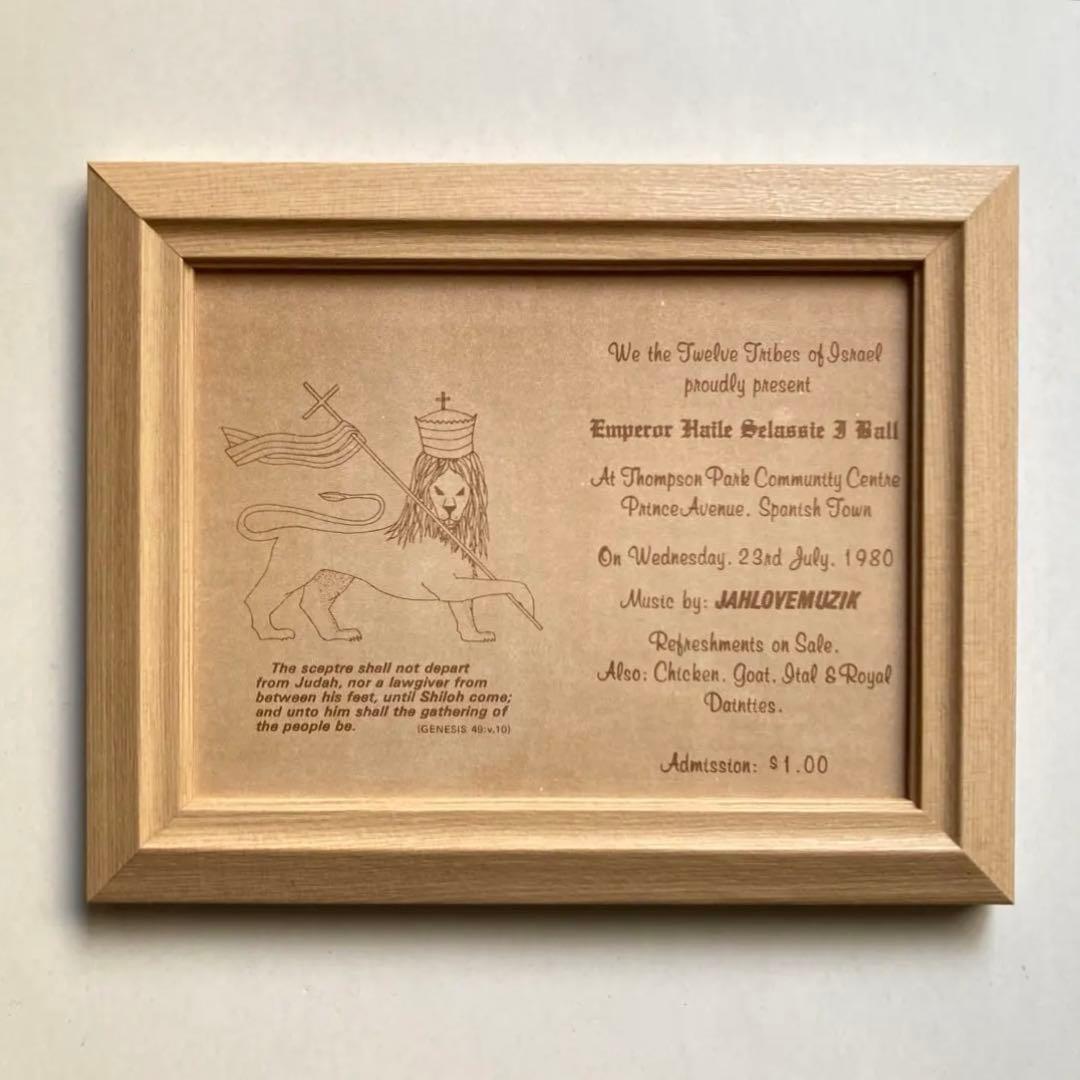 The sceptre shall not depart
from Judah, nor a lawgiver from
between his feet, until Shiloh come;
and unto him shall the gathering of
the people be. (GENESIS 49:v.10)
We the Twelve Tribes of Israel
proudly present
Emperor Haile Selassie I Ball
At Thompson Park Community Centre
Prince Avenue. Spanish Town
On Wednesday. 23rd July. 1980
Music by: JAHLOVEMUZIK
Refreshments on Sale.
Also: Chicken. Goat. Ital & Royal
Dainties.
Admission: $1.00